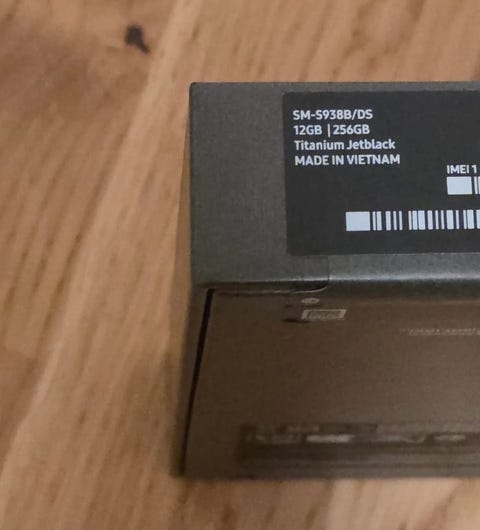 SM-S938B/DS
12GB | 256GB
Titanium Jetblack
MADE IN VIETNAM
IMEI 1